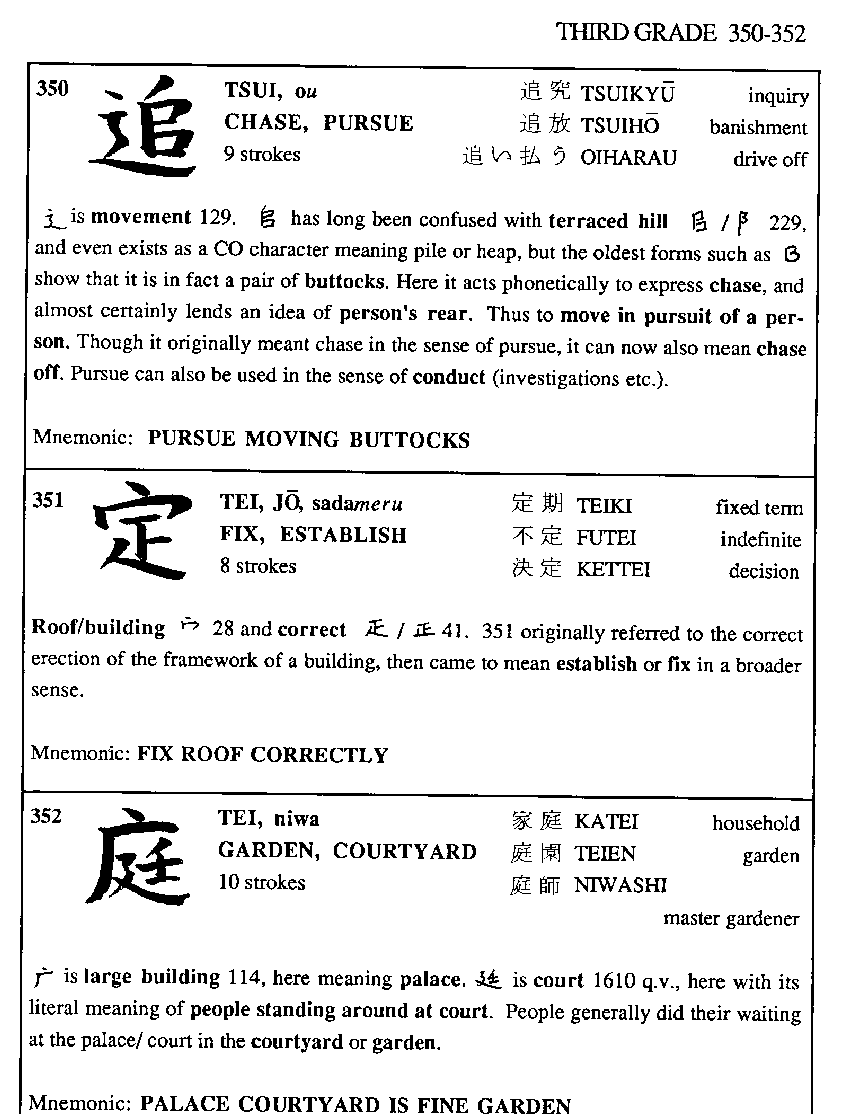 THIRD GRADE 350-352
350 追 TSUI, ou 追究 TSUIKYŪ inquiry
CHASE, PURSUE 追放 TSUIHŌ banishment
9 strokes 追い払う OIHARAU drive off
辶 is movement 129. 𠂤 has long been confused with terraced hill 㠯 / 阝 229,
and even exists as a CO character meaning pile or heap, but the oldest forms such as
show that it is in fact a pair of buttocks. Here it acts phonetically to express chase, and
almost certainly lends an idea of person's rear. Thus to move in pursuit of a per-
son. Though it originally meant chase in the sense of pursue, it can now also mean chase
off. Pursue can also be used in the sense of conduct (investigations etc.).
Mnemonic: PURSUE MOVING BUTTOCKS
351 定 TEI, JŌ, sadameru 定期 TEIKI fixed term
FIX, ESTABLISH 不定 FUTEI indefinite
8 strokes 決定 KETTEI decision
Roof/building 宀 28 and correct 𤴓 / 正 41. 351 originally referred to the correct
erection of the framework of a building, then came to mean establish or fix in a broader
sense.
Mnemonic: FIX ROOF CORRECTLY
352 庭 TEI, niwa 家庭 KATEI household
GARDEN, COURTYARD 庭園 TEIEN garden
10 strokes 庭師 NIWASHI
master gardener
广 is large building 114, here meaning palace. 廷 is court 1610 q.v., here with its
literal meaning of people standing around at court. People generally did their waiting
at the palace/ court in the courtyard or garden.
Mnemonic: PALACE COURTYARD IS FINE GARDEN